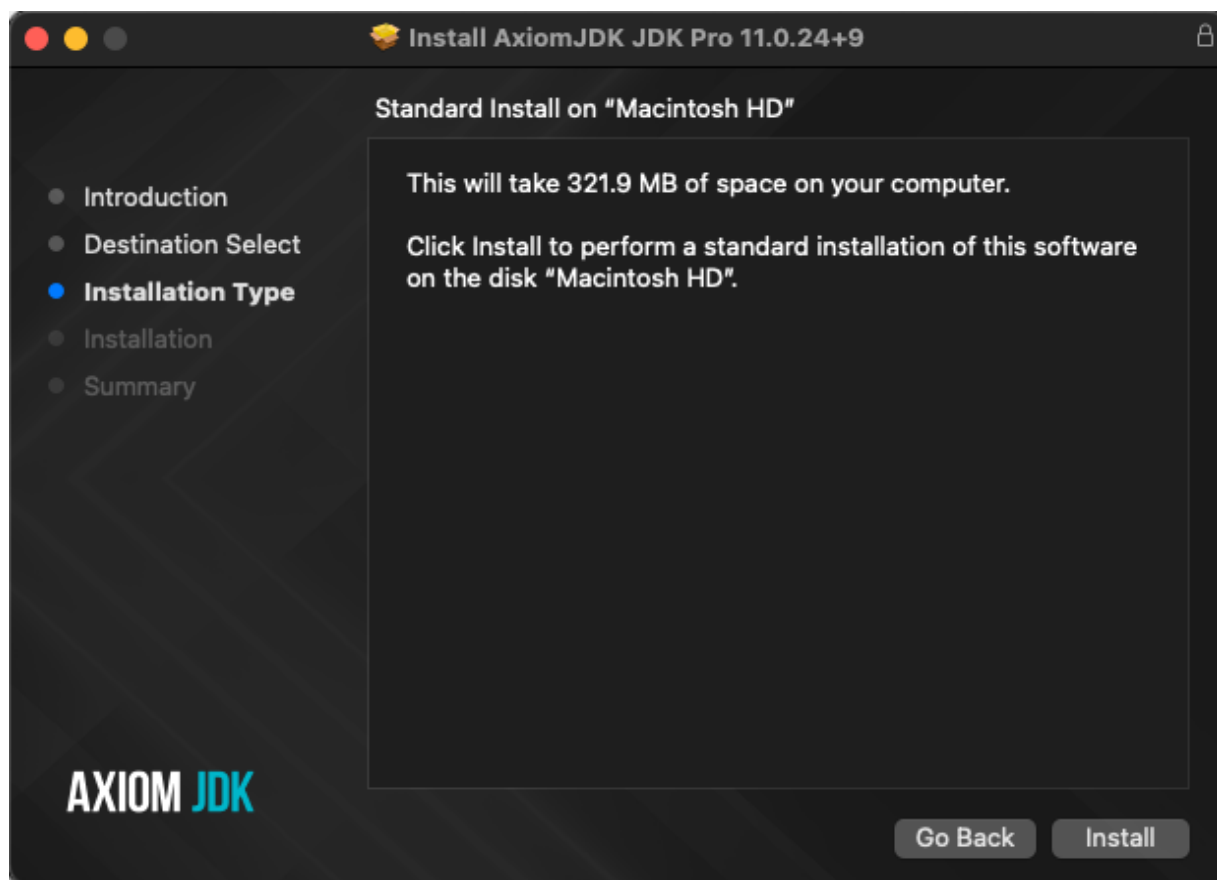 Install AxiomJDK JDK Pro 11.0.24+9
Standard Install on “Macintosh HD”
Introduction
Destination Select
Installation Type
Installation
Summary
This will take 321.9 MB of space on your computer.
Click Install to perform a standard installation of this software
on the disk “Macintosh HD”.
AXIOM JDK
Go Back
Install